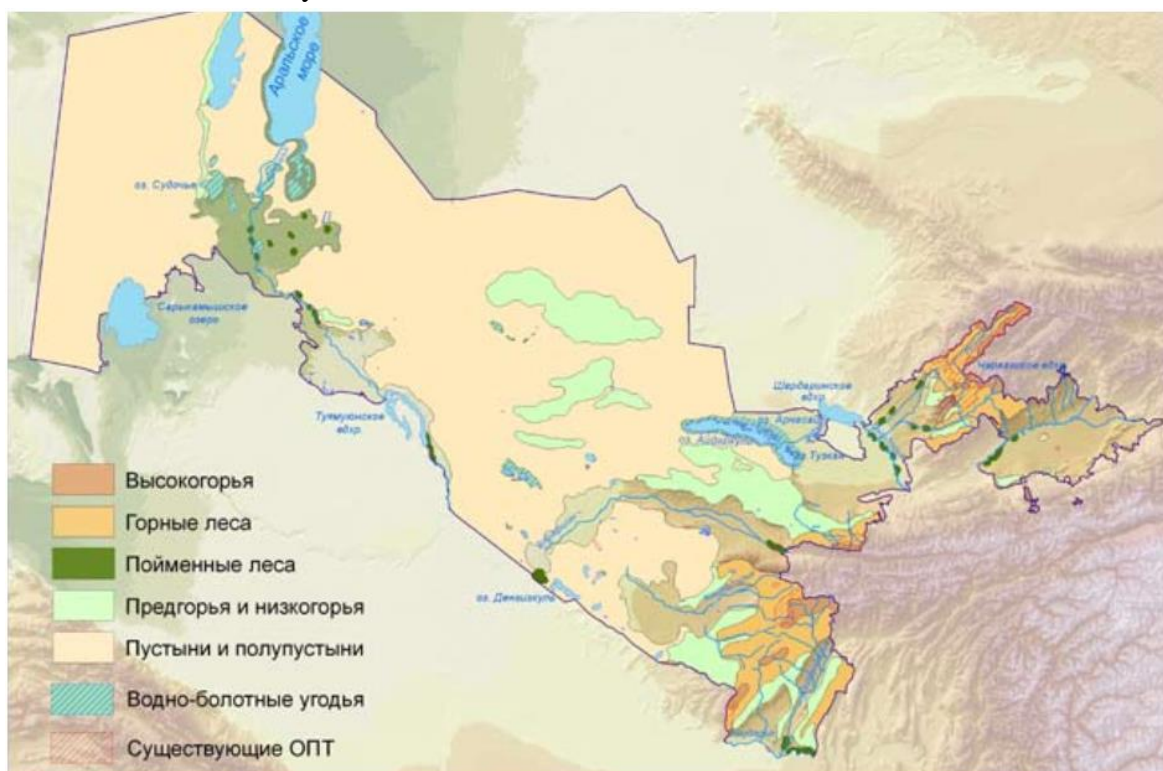 Аральское
море
оз. Судочье
Сарыкамышское
озеро
Туямуюнское
вдхр.
Шардаринское
вдхр.
Чарвакское вдхр.
оз. Арнасай
оз. Айдаркуль
оз. Тузкан
оз. Денгизкуль
Высокогорья
Горные леса
Пойменные леса
Предгорья и низкогорья
Пустыни и полупустыни
Водно-болотные угодья
Существующие ОПТ